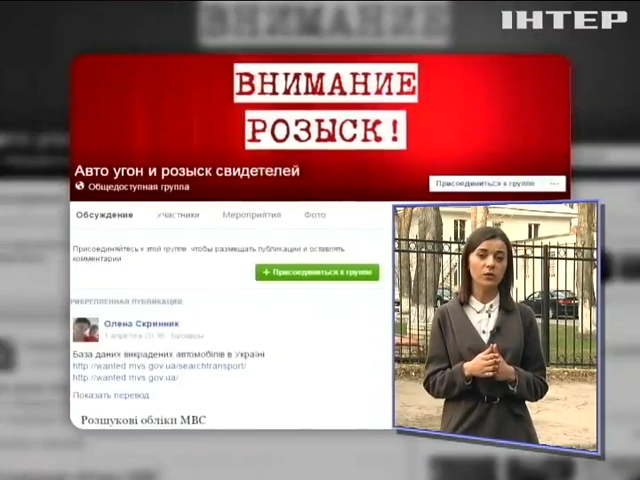 ІНТЕР
ВНИМАНИЕ
РОЗЫСК!
Авто угон и розыск свидетелей
Общедоступная группа
Присоединиться к группе ...
Обсуждение Участники Мероприятия Фото
Присоединяйтесь к этой группе, чтобы размещать публикации и оставлять
комментарии.
+ Присоединиться к группе
ПРИКРЕПЛЕННАЯ ПУБЛИКАЦИЯ
Олена Скринник
База даних викрадених автомобілів в Україні
http://wanted.mvs.gov.ua/searchtransport/
http://wanted.mvs.gov.ua/
Показать перевод
Розшукові обліки МВС